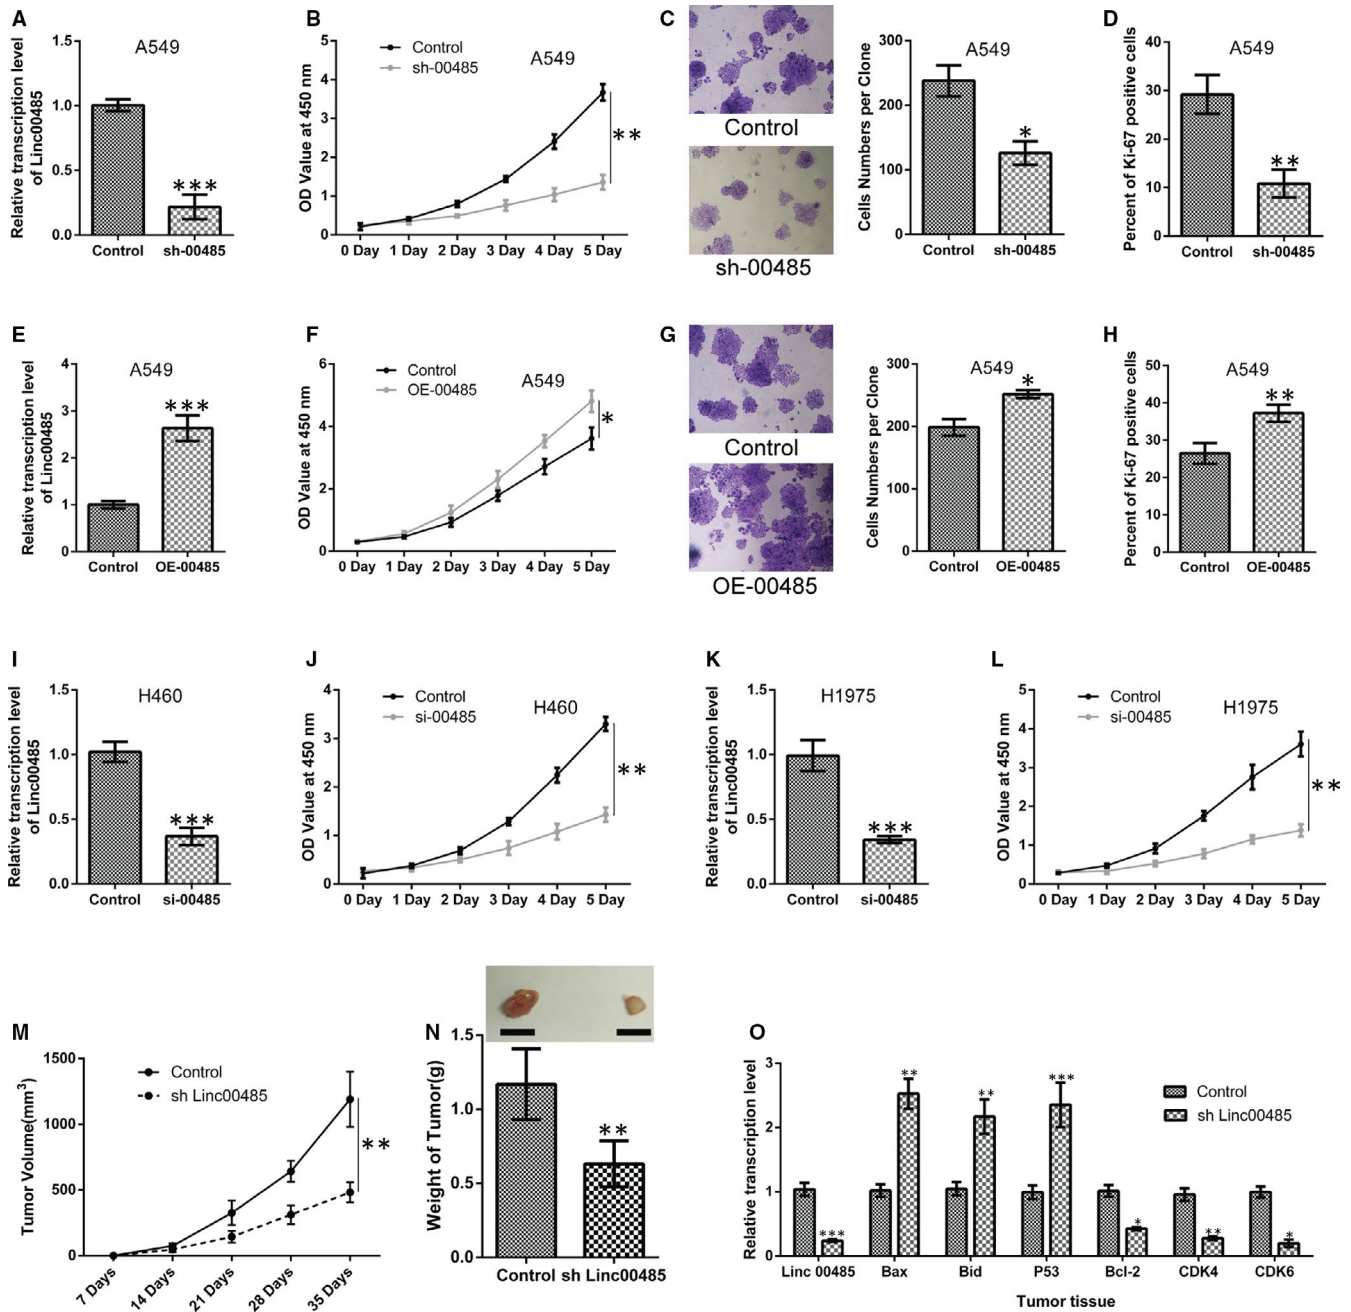 A
Relative transcription level
of Linc00485
1.5
1.0
0.5
0.0
A549
***
Control
sh-00485
B
OD Value at 450 nm
5
4
3
2
1
0
Control
sh-00485
A549
**
0 Day 1 Day 2 Day 3 Day 4 Day 5 Day
C
Control
sh-00485
Cells Numbers per Clone
300
200
100
0
A549
*
Control
sh-00485
D
Percent of Ki-67 positive cells
40
30
20
10
0
A549
**
Control
sh-00485
E
Relative transcription level
of Linc00485
4
3
2
1
0
A549
***
Control
OE-00485
F
OD Value at 450 nm
6
4
2
0
Control
OE-00485
A549
*
0 Day 1 Day 2 Day 3 Day 4 Day 5 Day
G
Control
OE-00485
Cells Numbers per Clone
300
200
100
0
A549
*
Control
OE-00485
H
Percent of Ki-67 positive cells
50
40
30
20
10
0
A549
**
Control
OE-00485
I
Relative transcription level
of Linc00485
1.5
1.0
0.5
0.0
H460
***
Control
si-00485
J
OD Value at 450 nm
4
3
2
1
0
Control
si-00485
H460
**
0 Day 1 Day 2 Day 3 Day 4 Day 5 Day
K
Relative transcription level
of Linc00485
1.5
1.0
0.5
0.0
H1975
***
Control
si-00485
L
OD Value at 450 nm
5
4
3
2
1
0
Control
si-00485
H1975
**
0 Day 1 Day 2 Day 3 Day 4 Day 5 Day
M
Tumor Volume(mm³)
1500
1000
500
0
Control
sh Linc00485
**
7 Days
14 Days
21 Days
28 Days
35 Days
N
Weight of Tumor(g)
1.5
1.0
0.5
0.0
**
Control sh Linc00485
O
Relative transcription level
3
2
1
0
Control
sh Linc00485
***
**
**
***
*
**
*
Linc 00485 Bax Bid P53 Bcl-2 CDK4 CDK6
Tumor tissue